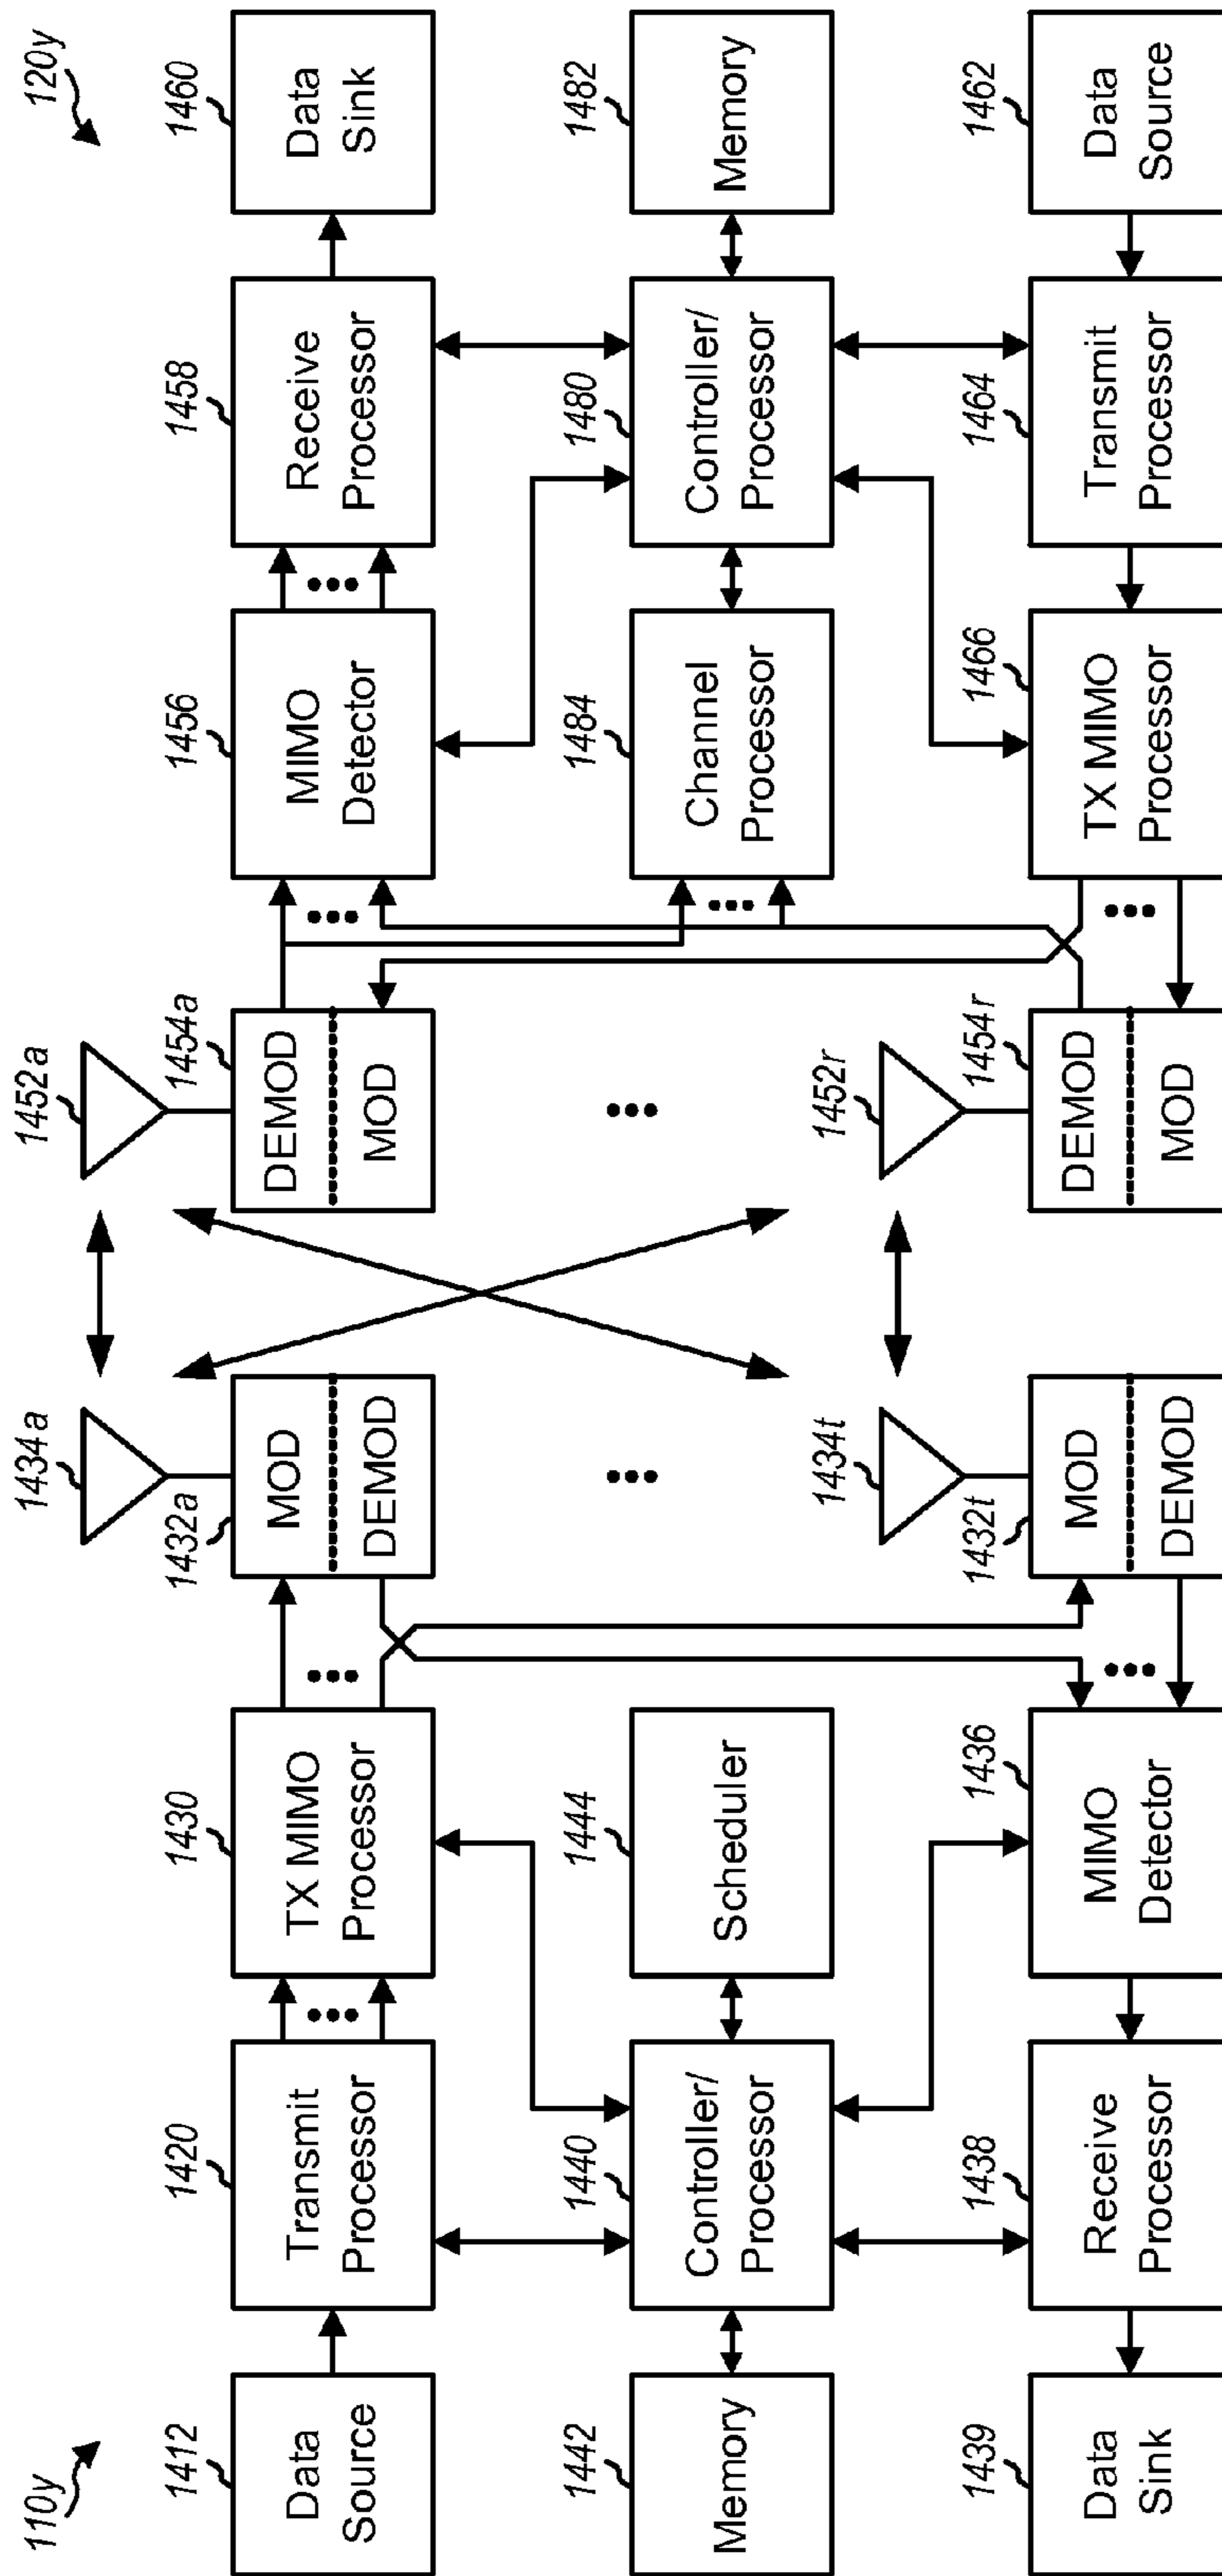 110y
120y
1434a
1452a
1412
Data
Source
1420
Transmit
Processor
1430
TX MIMO
Processor
1432a
MOD
DEMOD
1454a
DEMOD
MOD
1456
MIMO
Detector
1458
Receive
Processor
1460
Data
Sink
1442
Memory
1440
Controller/
Processor
1444
Scheduler
1484
Channel
Processor
1480
Controller/
Processor
1482
Memory
1434t
1452r
1439
Data
Sink
1438
Receive
Processor
1436
MIMO
Detector
1432t
MOD
DEMOD
1454r
DEMOD
MOD
1466
TX MIMO
Processor
1464
Transmit
Processor
1462
Data
Source